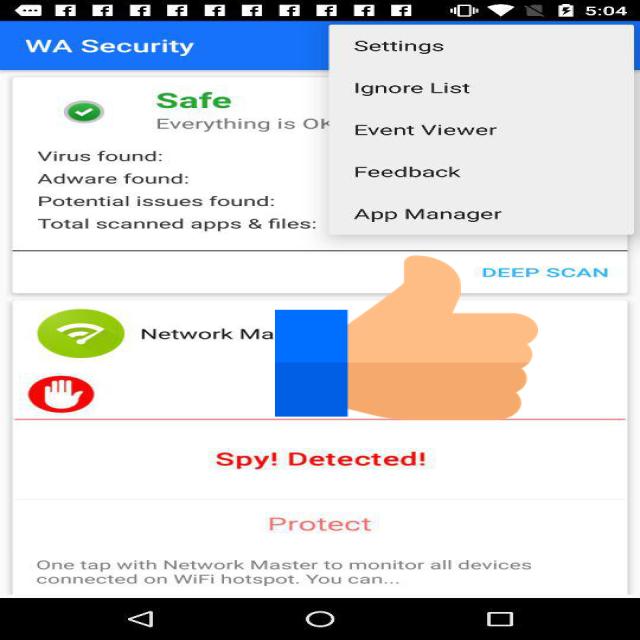 5:04
WA Security
Settings
Ignore List
Event Viewer
Feedback
App Manager
Safe
Everything is OK
Virus found:
Adware found:
Potential issues found:
Total scanned apps & files:
DEEP SCAN
Network Ma
Spy! Detected!
Protect
One tap with Network Master to monitor all devices
connected on WiFi hotspot. You can...